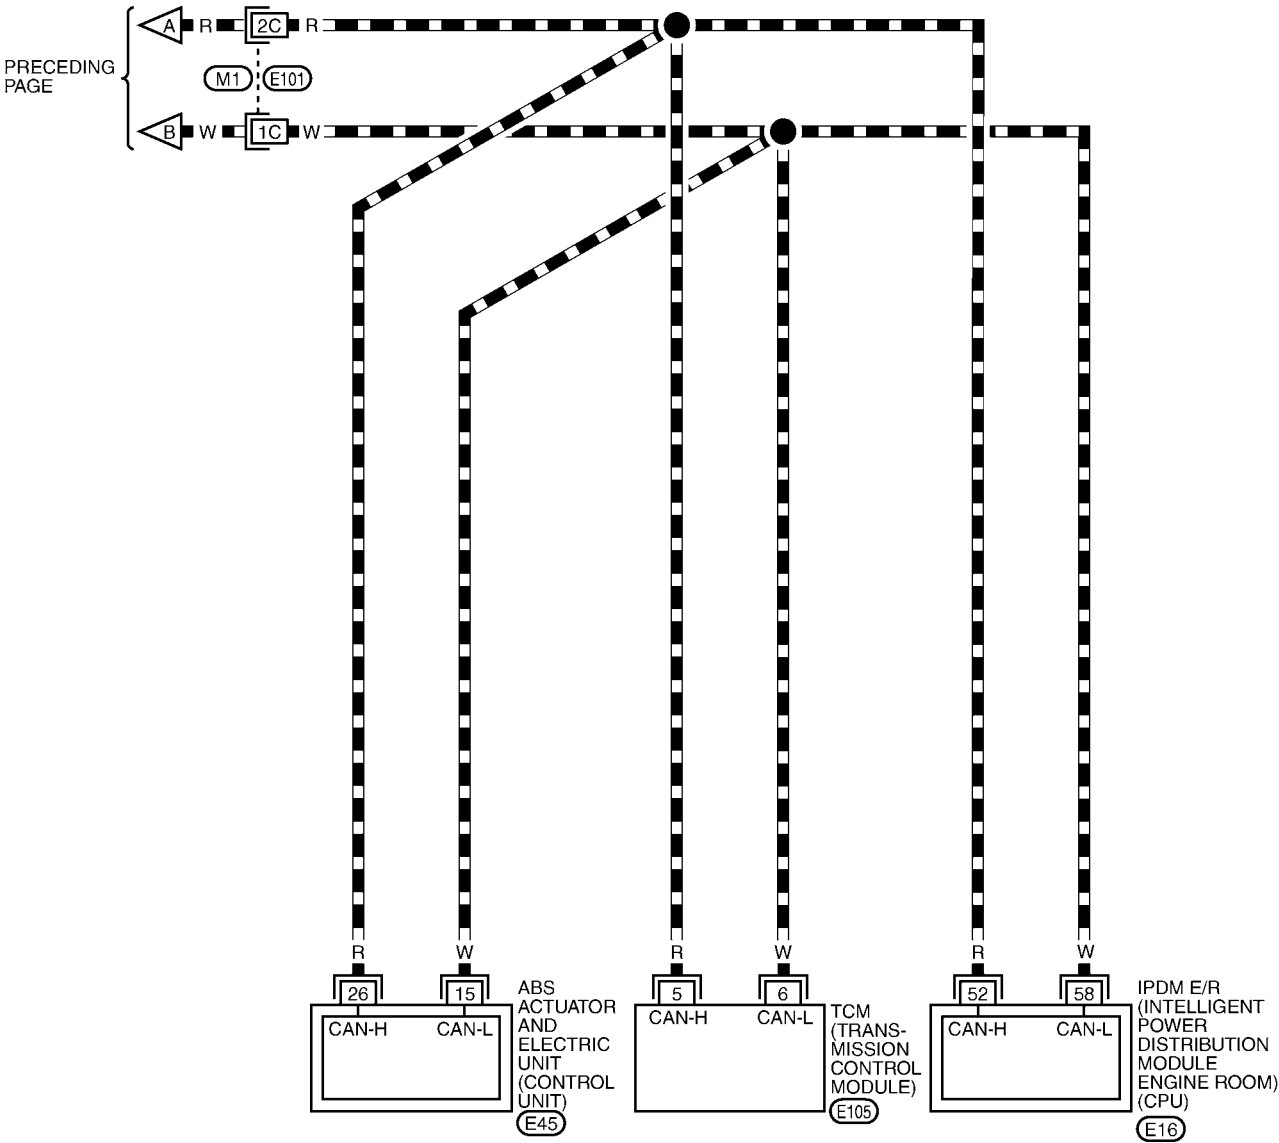 A R 2C R
PRECEDING
PAGE
M1 E101
B W 1C W
R W R W R W
26 15 5 6 52 58
CAN-H CAN-L CAN-H CAN-L CAN-H CAN-L
ABS
ACTUATOR
AND
ELECTRIC
UNIT
(CONTROL
UNIT)
E45
TCM
(TRANS-
MISSION
CONTROL
MODULE)
E105
IPDM E/R
(INTELLIGENT
POWER
DISTRIBUTION
MODULE
ENGINE ROOM)
(CPU)
E16